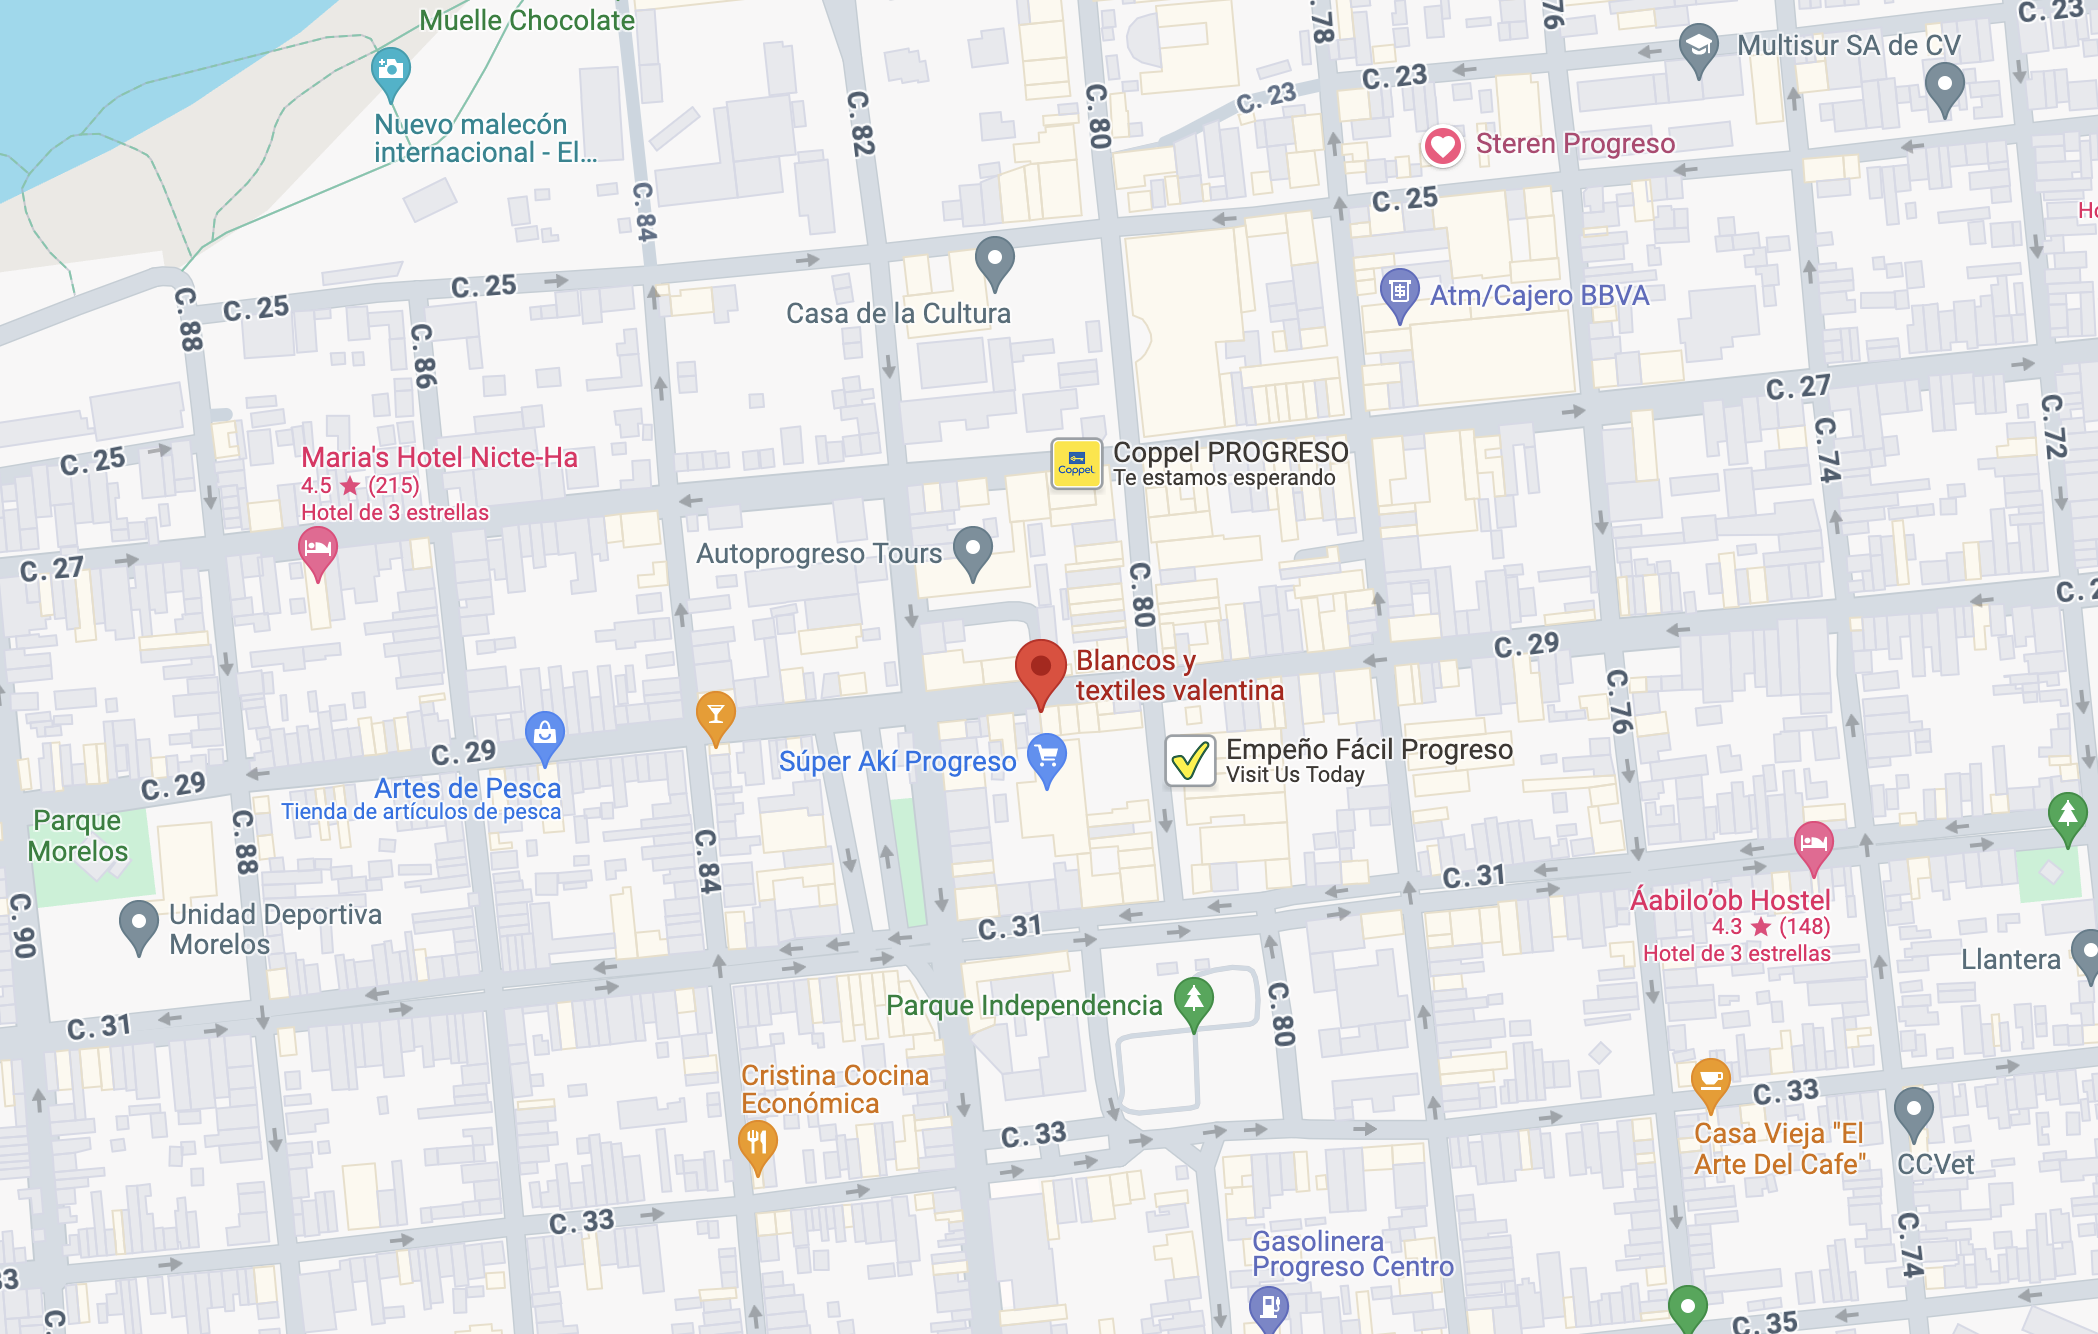 Muelle Chocolate
Nuevo malecón
internacional - El...
C. 84
C. 82
C. 80
C. 78
76
C. 23
C. 23
C. 23
Multisur SA de CV
Steren Progreso
C. 25
Casa de la Cultura
Atm/Cajero BBVA
C. 88
C. 25
C. 86
C. 25
C. 25
C. 27
C. 74
C. 72
Maria's Hotel Nicte-Ha
4.5 ★ (215)
Hotel de 3 estrellas
Coppel
Coppel PROGRESO
Te estamos esperando
C. 27
Autoprogreso Tours
C. 80
C. 29
C. 76
Blancos y
textiles valentina
C. 29
C. 29
Artes de Pesca
Tienda de artículos de pesca
Súper Akí Progreso
Empeño Fácil Progreso
Visit Us Today
Parque
Morelos
C. 88
C. 84
C. 90
Unidad Deportiva
Morelos
C. 31
C. 31
C. 31
Áabilo'ob Hostel
4.3 ★ (148)
Hotel de 3 estrellas
Llantera
Parque Independencia
C. 80
Cristina Cocina
Económica
C. 33
C. 33
C. 33
Casa Vieja "El
Arte Del Cafe"
CCVet
C. 74
Gasolinera
Progreso Centro
33
C. 35